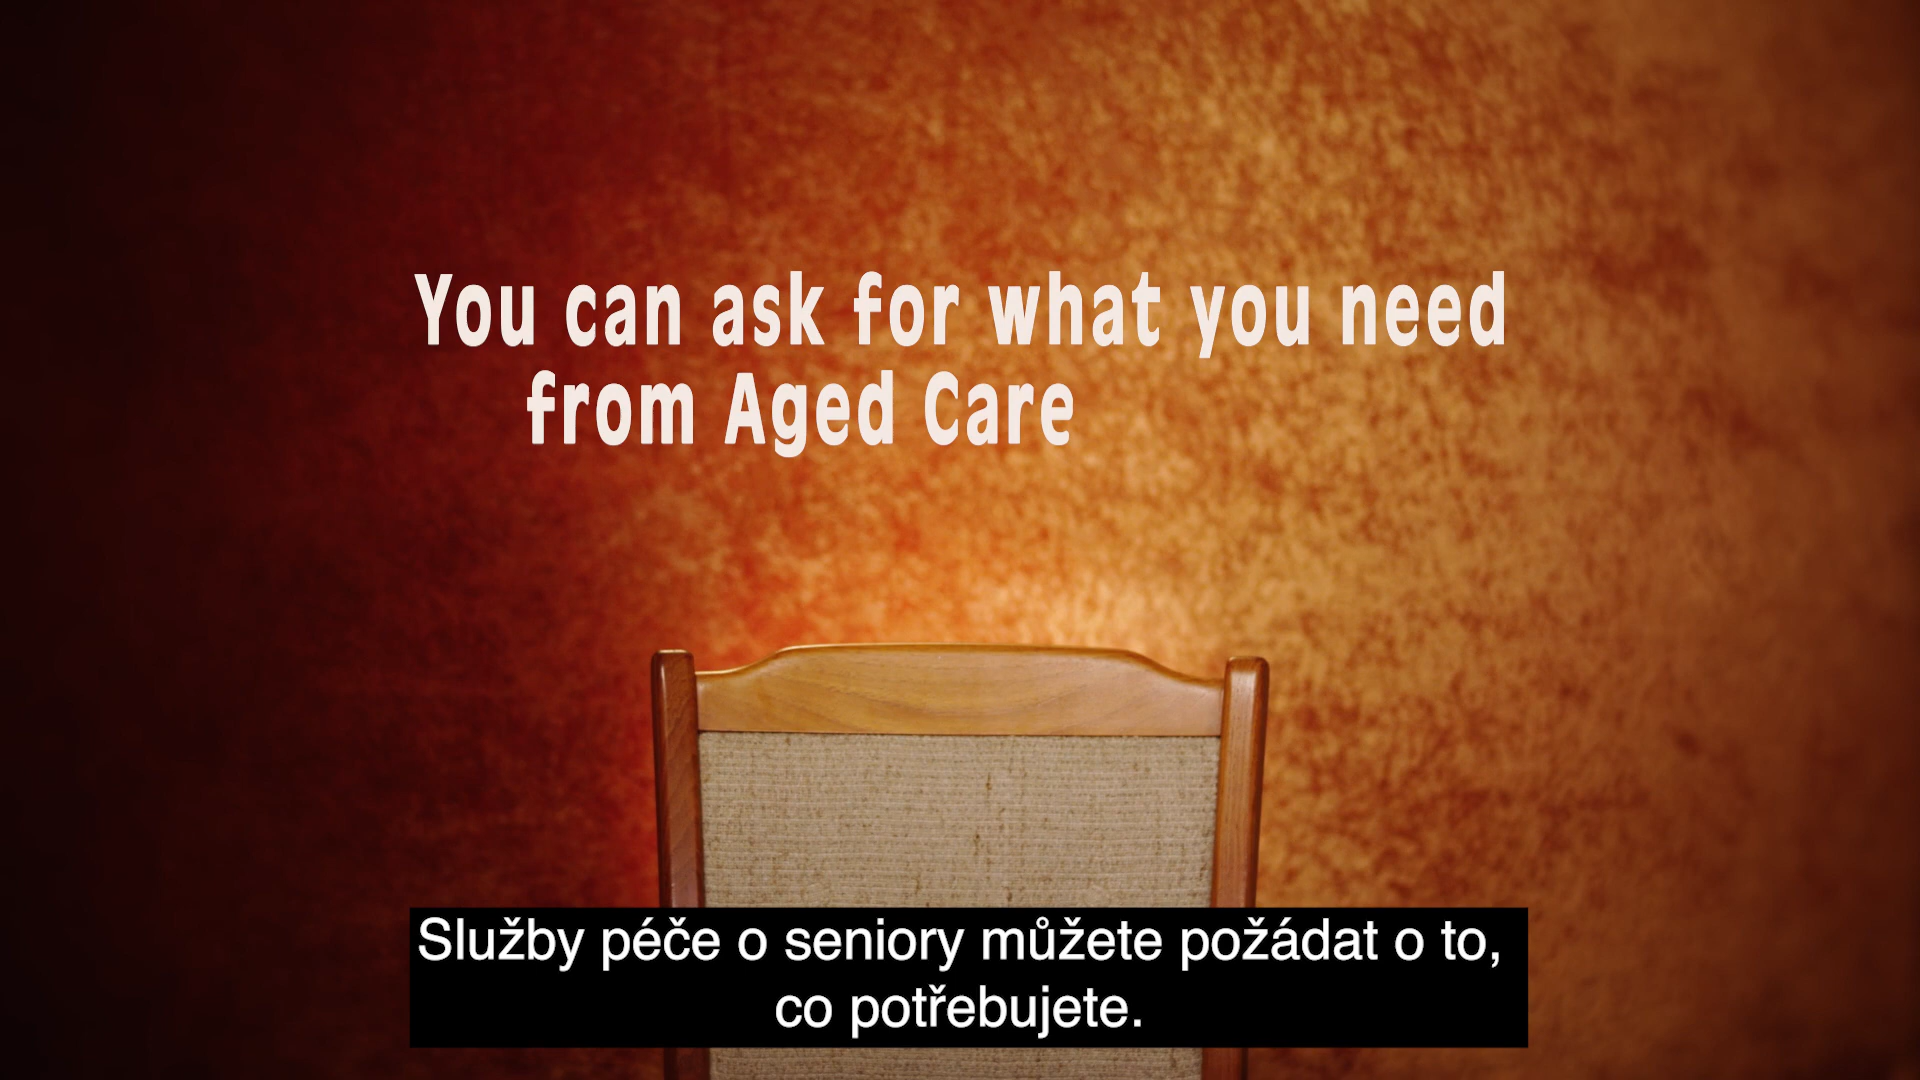 You can ask for what you need
from Aged Care
Služby péče o seniory můžete požádat o to,
co potřebujete.